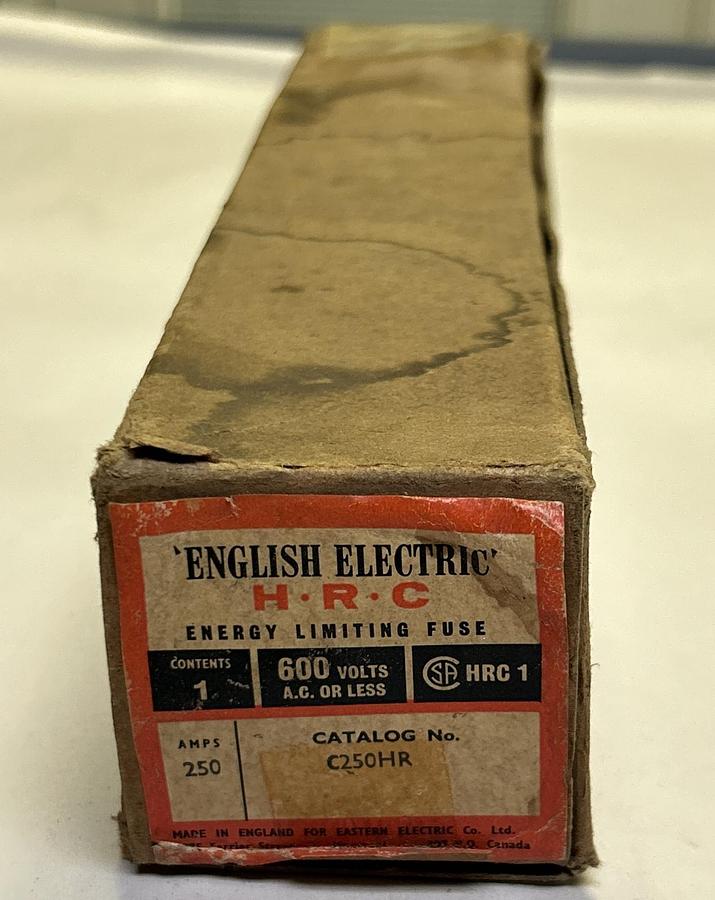 'ENGLISH ELECTRIC'
H·R·C
ENERGY LIMITING FUSE
CONTENTS
1
600 VOLTS
A.C. OR LESS
CSA HRC 1
AMPS
250
CATALOG No.
C250HR
MADE IN ENGLAND FOR EASTERN ELECTRIC Co. Ltd.
P.Q. Canada